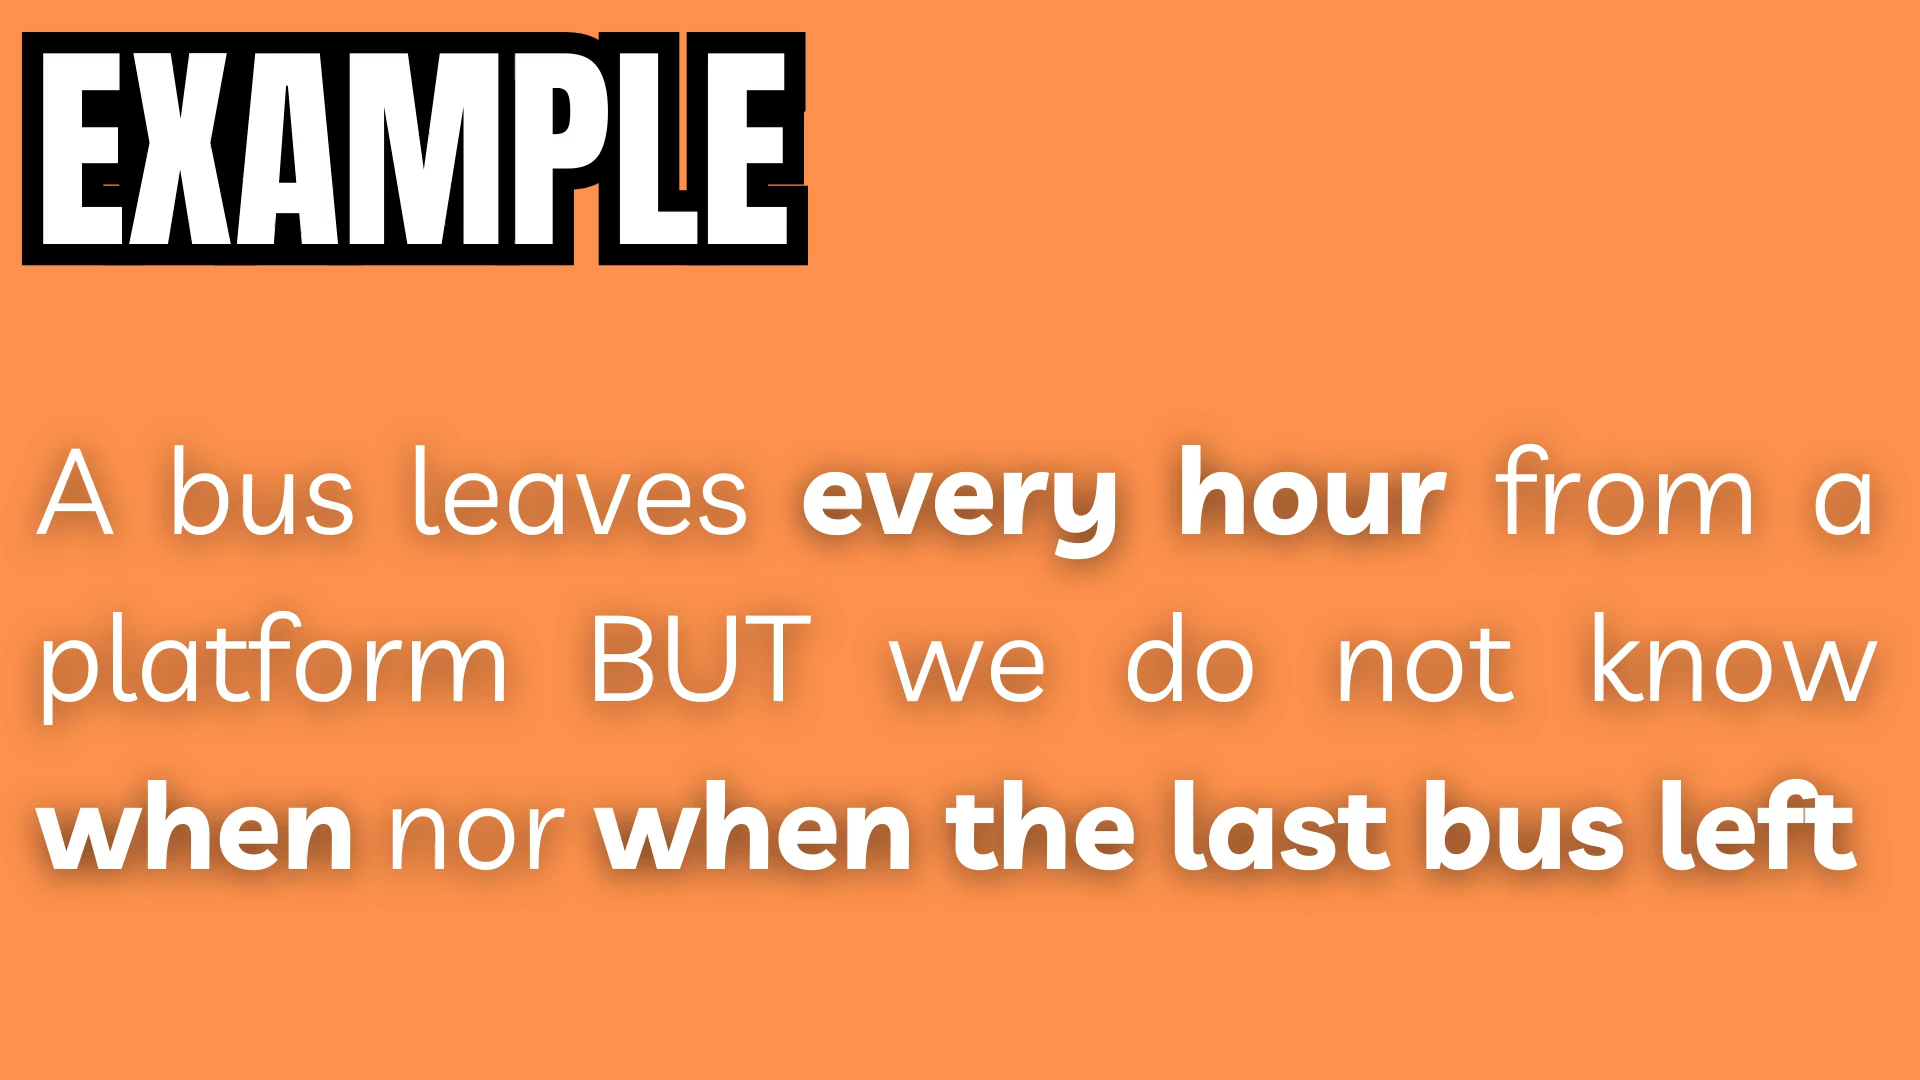 EXAMPLE
A bus leaves every hour from a
platform BUT we do not know
when nor when the last bus left